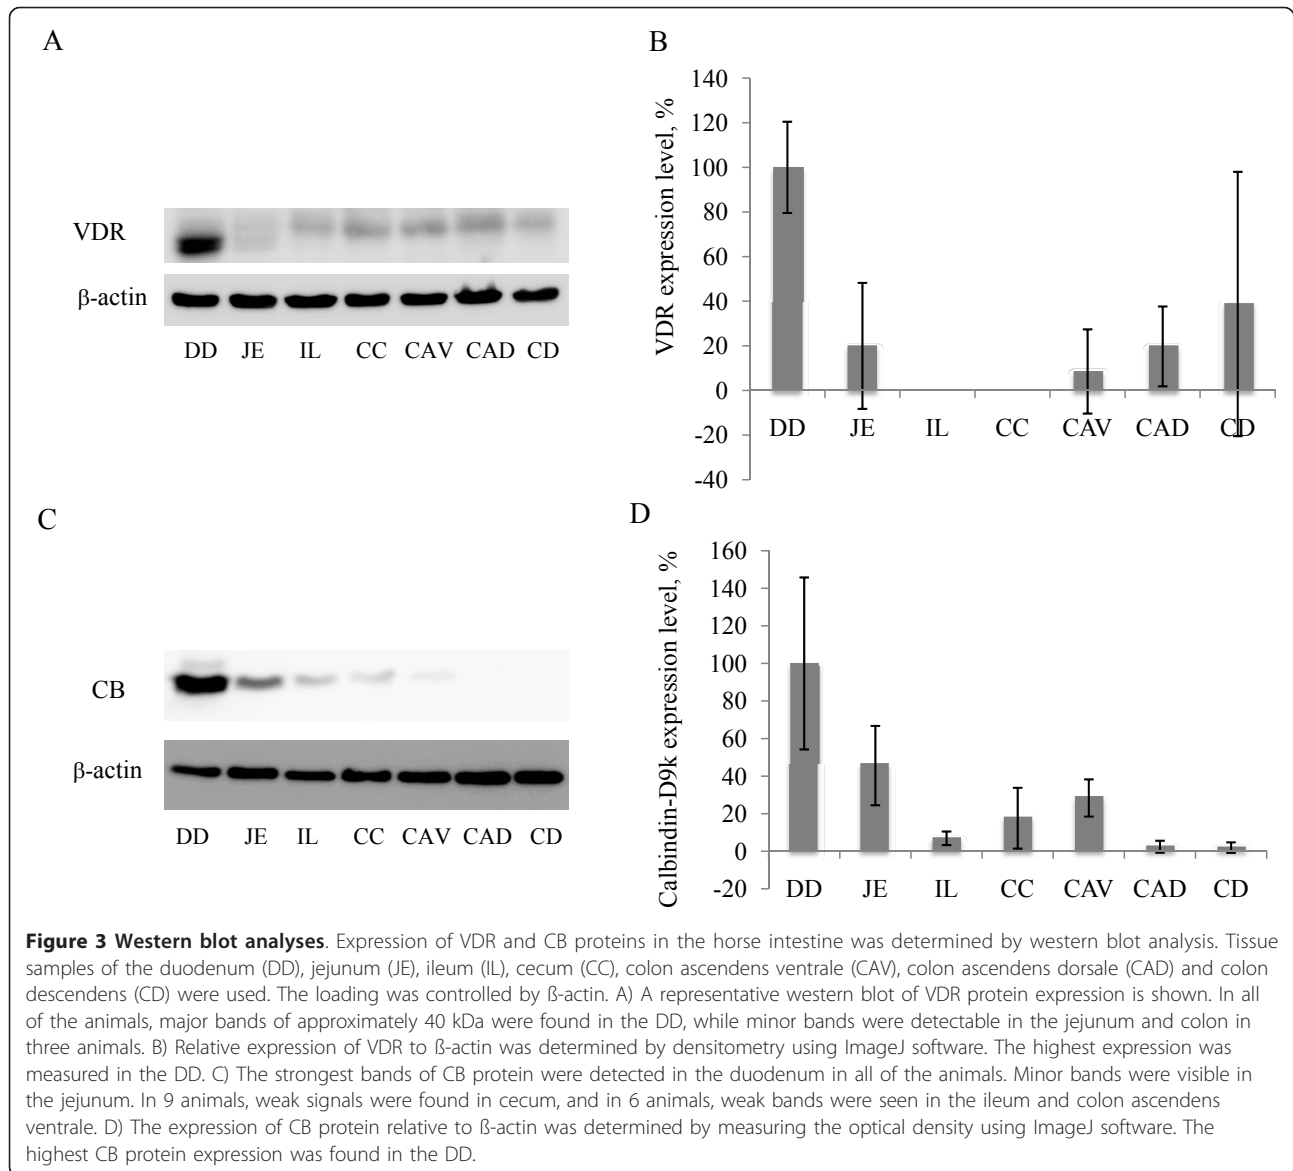 A
VDR
β-actin
DD JE IL CC CAV CAD CD
B
VDR expression level, %
140
120
100
80
60
40
20
0
-20
-40
DD JE IL CC CAV CAD CD
C
CB
β-actin
DD JE IL CC CAV CAD CD
D
Calbindin-D9k expression level, %
160
140
120
100
80
60
40
20
0
-20
DD JE IL CC CAV CAD CD
Figure 3 Western blot analyses. Expression of VDR and CB proteins in the horse intestine was determined by western blot analysis. Tissue
samples of the duodenum (DD), jejunum (JE), ileum (IL), cecum (CC), colon ascendens ventrale (CAV), colon ascendens dorsale (CAD) and colon
descendens (CD) were used. The loading was controlled by ß-actin. A) A representative western blot of VDR protein expression is shown. In all
of the animals, major bands of approximately 40 kDa were found in the DD, while minor bands were detectable in the jejunum and colon in
three animals. B) Relative expression of VDR to ß-actin was determined by densitometry using ImageJ software. The highest expression was
measured in the DD. C) The strongest bands of CB protein were detected in the duodenum in all of the animals. Minor bands were visible in
the jejunum. In 9 animals, weak signals were found in cecum, and in 6 animals, weak bands were seen in the ileum and colon ascendens
ventrale. D) The expression of CB protein relative to ß-actin was determined by measuring the optical density using ImageJ software. The
highest CB protein expression was found in the DD.